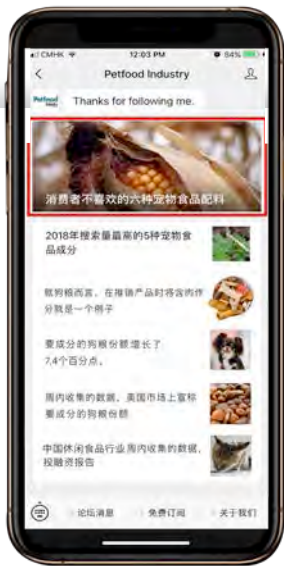 CMHK
12:03 PM
54%
Petfood Industry
Petfood
Thanks for following me.
消费者不喜欢的六种宠物食品配料
2018年搜索量最高的5种宠物食
品成分
就狗粮而言，在推销产品时将含肉作
分就是一个例子
要成分的狗粮份额增长了
7.4个百分点。
周内收集的数据，美国市场上宣称
要成分的狗粮份额
中国休闲食品行业周内收集的数据，
投融资报告
论坛消息
免费订阅
关于我们